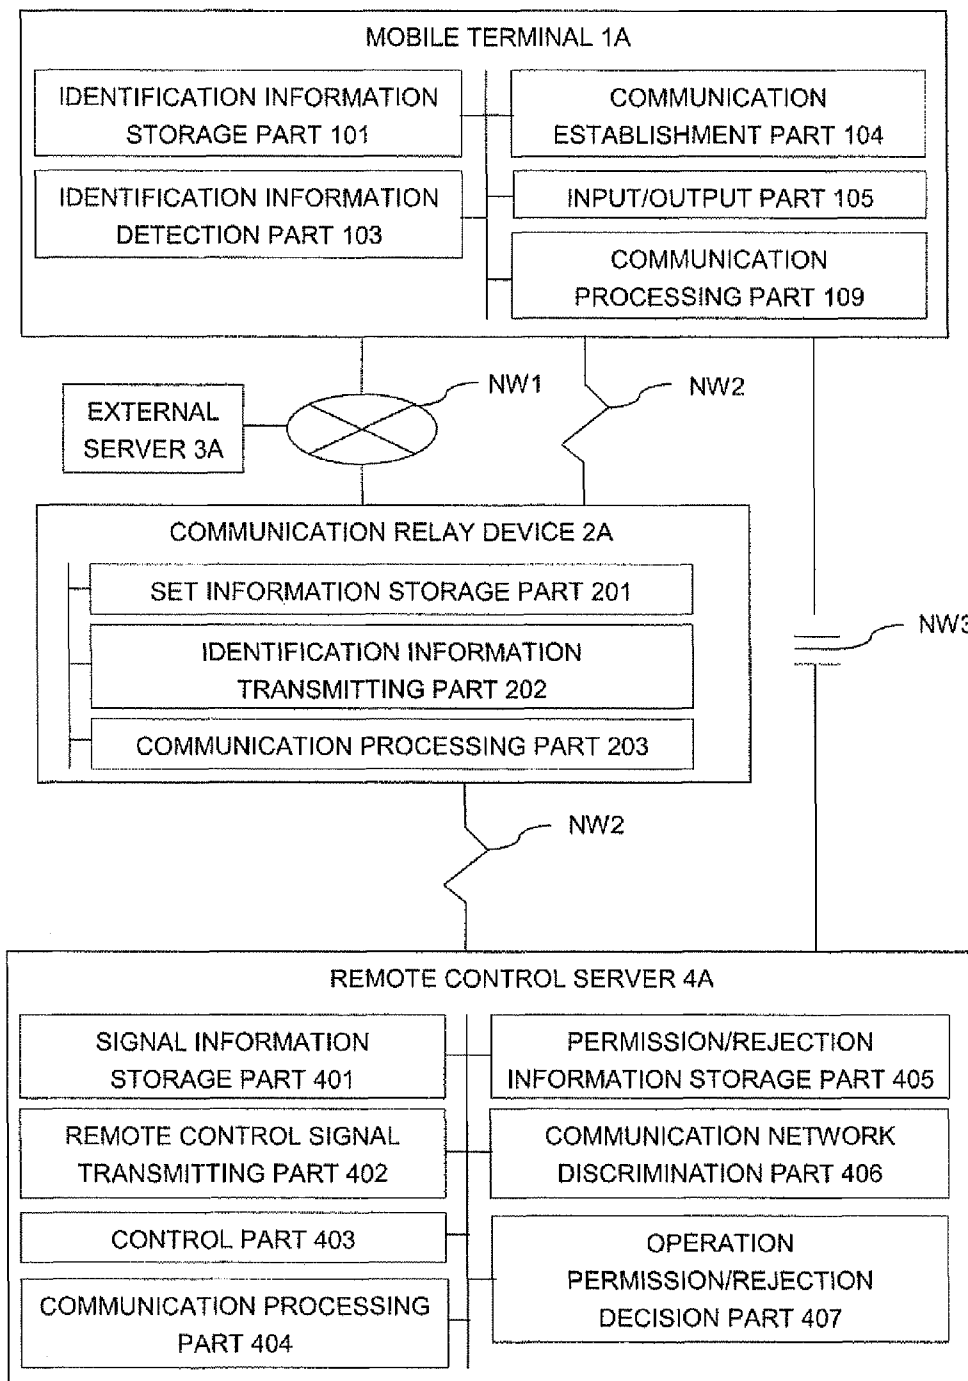 MOBILE TERMINAL 1A
IDENTIFICATION INFORMATION
STORAGE PART 101
COMMUNICATION
ESTABLISHMENT PART 104
IDENTIFICATION INFORMATION
DETECTION PART 103
INPUT/OUTPUT PART 105
COMMUNICATION
PROCESSING PART 109
NW1
NW2
EXTERNAL
SERVER 3A
COMMUNICATION RELAY DEVICE 2A
SET INFORMATION STORAGE PART 201
IDENTIFICATION INFORMATION
TRANSMITTING PART 202
COMMUNICATION PROCESSING PART 203
NW3
NW2
REMOTE CONTROL SERVER 4A
SIGNAL INFORMATION
STORAGE PART 401
PERMISSION/REJECTION
INFORMATION STORAGE PART 405
REMOTE CONTROL SIGNAL
TRANSMITTING PART 402
COMMUNICATION NETWORK
DISCRIMINATION PART 406
CONTROL PART 403
OPERATION
PERMISSION/REJECTION
DECISION PART 407
COMMUNICATION PROCESSING
PART 404